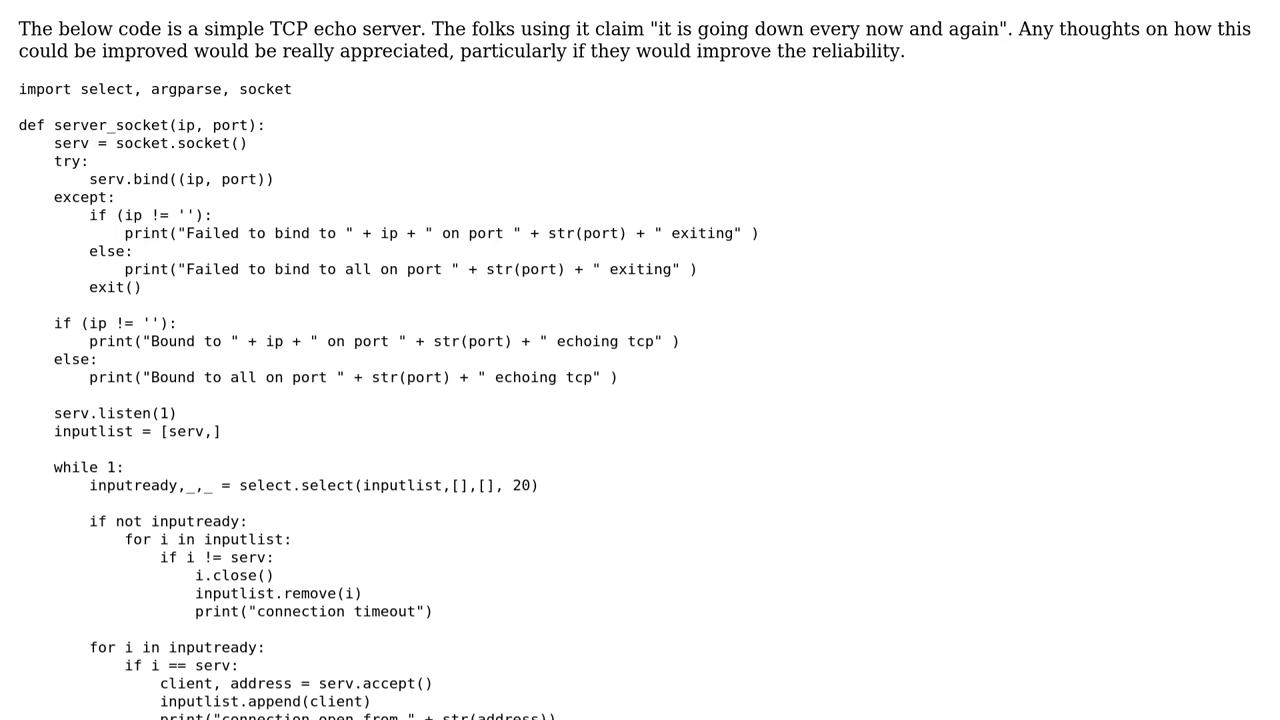 The below code is a simple TCP echo server. The folks using it claim "it is going down every now and again". Any thoughts on how this
could be improved would be really appreciated, particularly if they would improve the reliability.
import select, argparse, socket
def server_socket(ip, port):
    serv = socket.socket()
    try:
        serv.bind((ip, port))
    except:
        if (ip != ''):
            print("Failed to bind to " + ip + " on port " + str(port) + " exiting" )
        else:
            print("Failed to bind to all on port " + str(port) + " exiting" )
        exit()
    if (ip != ''):
        print("Bound to " + ip + " on port " + str(port) + " echoing tcp" )
    else:
        print("Bound to all on port " + str(port) + " echoing tcp" )
    serv.listen(1)
    inputlist = [serv,]
    while 1:
        inputready,_,_ = select.select(inputlist,[],[], 20)
        if not inputready:
            for i in inputlist:
                if i != serv:
                    i.close()
                    inputlist.remove(i)
                    print("connection timeout")
        for i in inputready:
            if i == serv:
                client, address = serv.accept()
                inputlist.append(client)
                print("connection open from " + str(address))